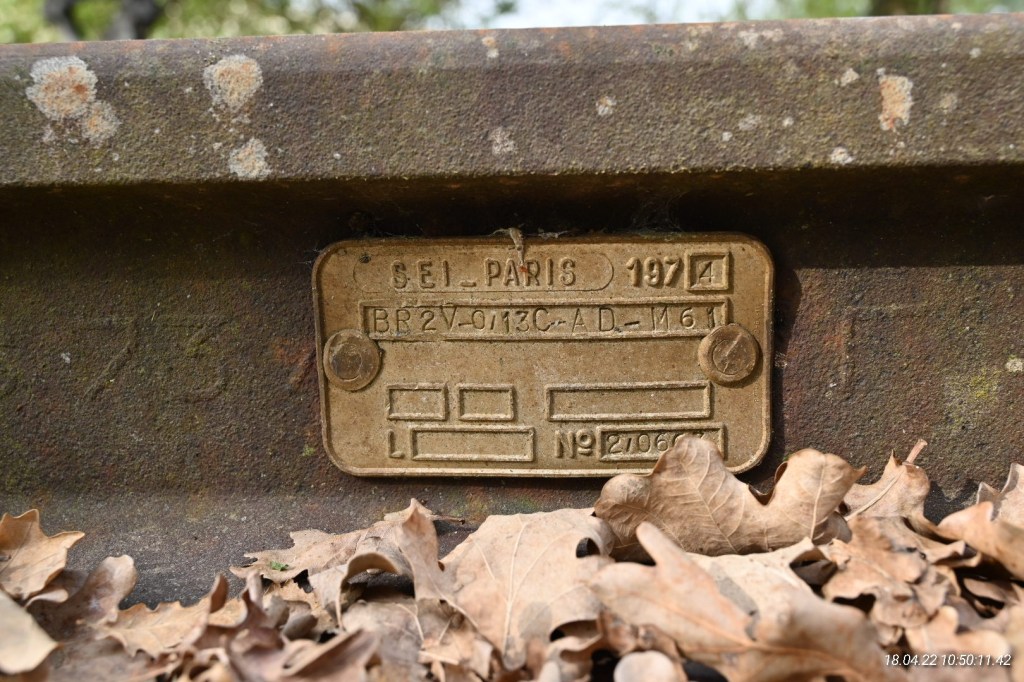 SEI_PARIS 1974
BR2V-0/13C-AD-M61
L Nº
18.04.22 10:50:11.42